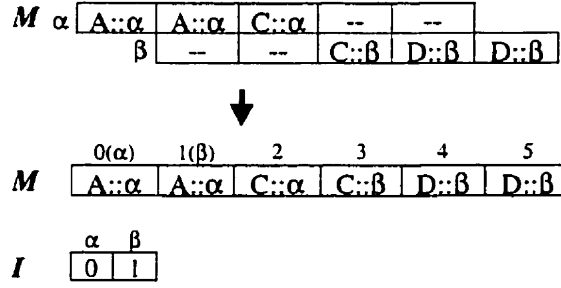 M α A::α A::α C::α -- --
β -- -- C::β D::β D::β
0(α) 1(β) 2 3 4 5
M A::α A::α C::α C::β D::β D::β
α β
I 0 1